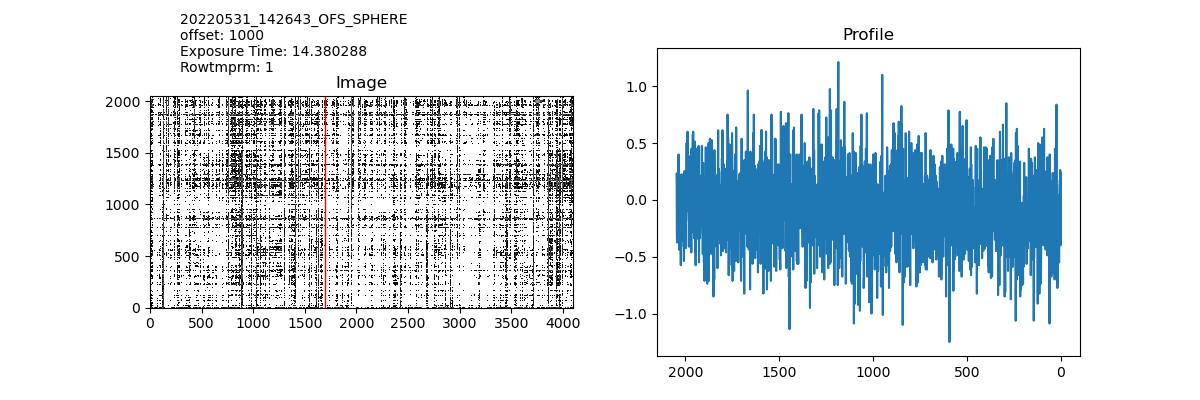 20220531_142643_OFS_SPHERE
offset: 1000
Exposure Time: 14.380288
Rowtmprm: 1
Image
2000
1500
1000
500
0
0 500 1000 1500 2000 2500 3000 3500 4000
Profile
1.0
0.5
0.0
−0.5
−1.0
2000 1500 1000 500 0